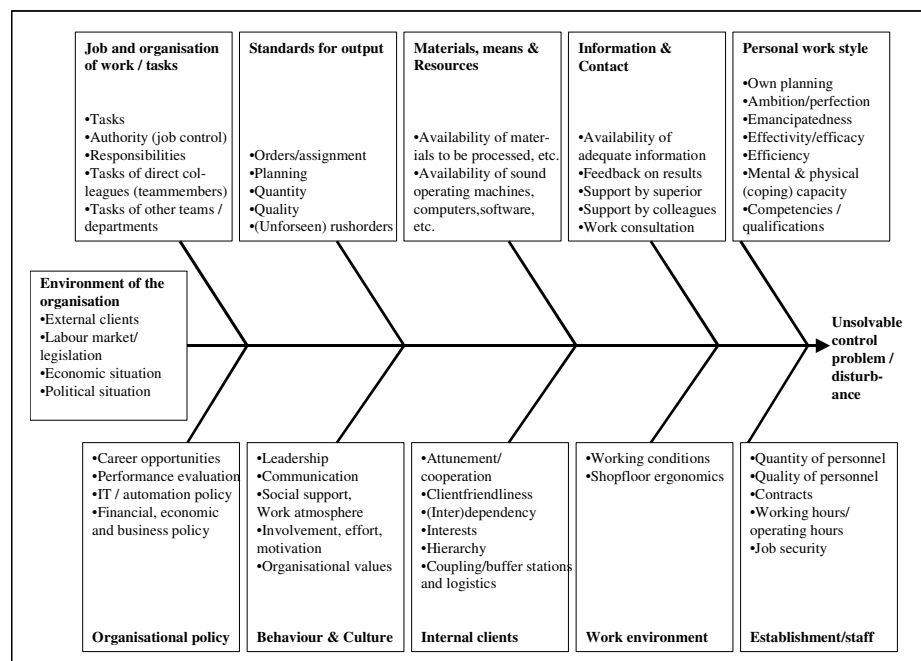 Job and organisation
of work / tasks
•Tasks
•Authority (job control)
•Responsibilities
•Tasks of direct col-
leagues (teammembers)
•Tasks of other teams /
departments
Standards for output
•Orders/assignment
•Planning
•Quantity
•Quality
•(Unforseen) rushorders
Materials, means &
Resources
•Availability of mate-
rials to be processed, etc.
•Availability of sound
operating machines,
computers,software,
etc.
Information &
Contact
•Availability of
adequate information
•Feedback on results
•Support by superior
•Support by colleagues
•Work consultation
Personal work style
•Own planning
•Ambition/perfection
•Emancipatedness
•Effectivity/efficacy
•Efficiency
•Mental & physical
(coping) capacity
•Competencies /
qualifications
Environment of the
organisation
•External clients
•Labour market/
legislation
•Economic situation
•Political situation
Unsolvable
control
problem /
disturb-
ance
•Career opportunities
•Performance evaluation
•IT / automation policy
•Financial, economic
and business policy
Organisational policy
•Leadership
•Communication
•Social support,
Work atmosphere
•Involvement, effort,
motivation
•Organisational values
Behaviour & Culture
•Attunement/
cooperation
•Clientfriendliness
•(Inter)dependency
•Interests
•Hierarchy
•Coupling/buffer stations
and logistics
Internal clients
•Working conditions
•Shopfloor ergonomics
Work environment
•Quantity of personnel
•Quality of personnel
•Contracts
•Working hours/
operating hours
•Job security
Establishment/staff